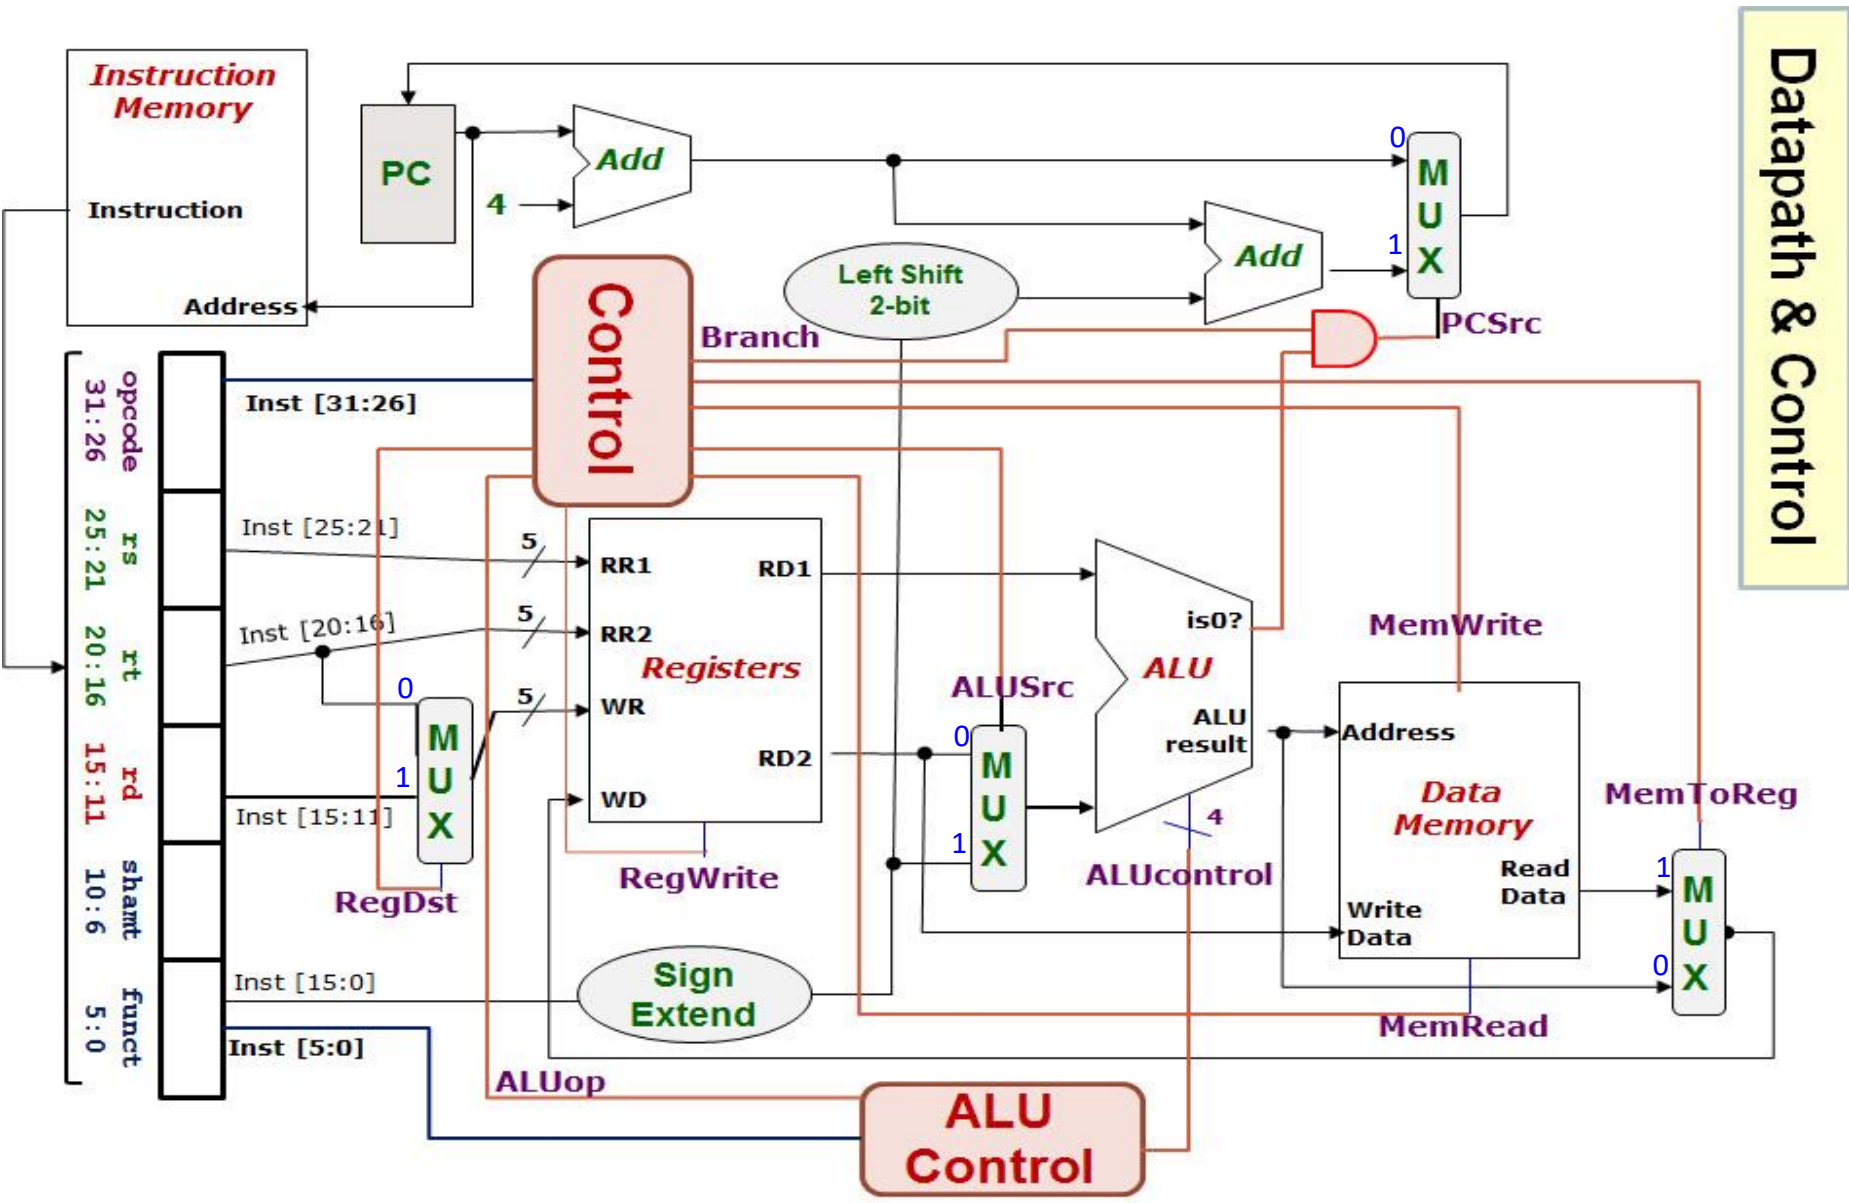 Datapath & Control
Instruction
Memory
Instruction
Address
PC
4
Add
Add
0
M
U
X
1
PCSrc
Left Shift
2-bit
Control
Branch
opcode
31:26
rs
25:21
rt
20:16
rd
15:11
shamt
10:6
funct
5:0
Inst [31:26]
Inst [25:21]
Inst [20:16]
Inst [15:11]
Inst [15:0]
Inst [5:0]
5
5
5
0
M
U
X
1
RegDst
RR1
RR2
WR
WD
RD1
RD2
Registers
RegWrite
Sign
Extend
ALUSrc
0
M
U
X
1
is0?
ALU
ALU
result
4
ALUcontrol
MemWrite
Address
Data
Memory
Read
Data
Write
Data
MemRead
MemToReg
1
M
U
X
0
ALUop
ALU
Control